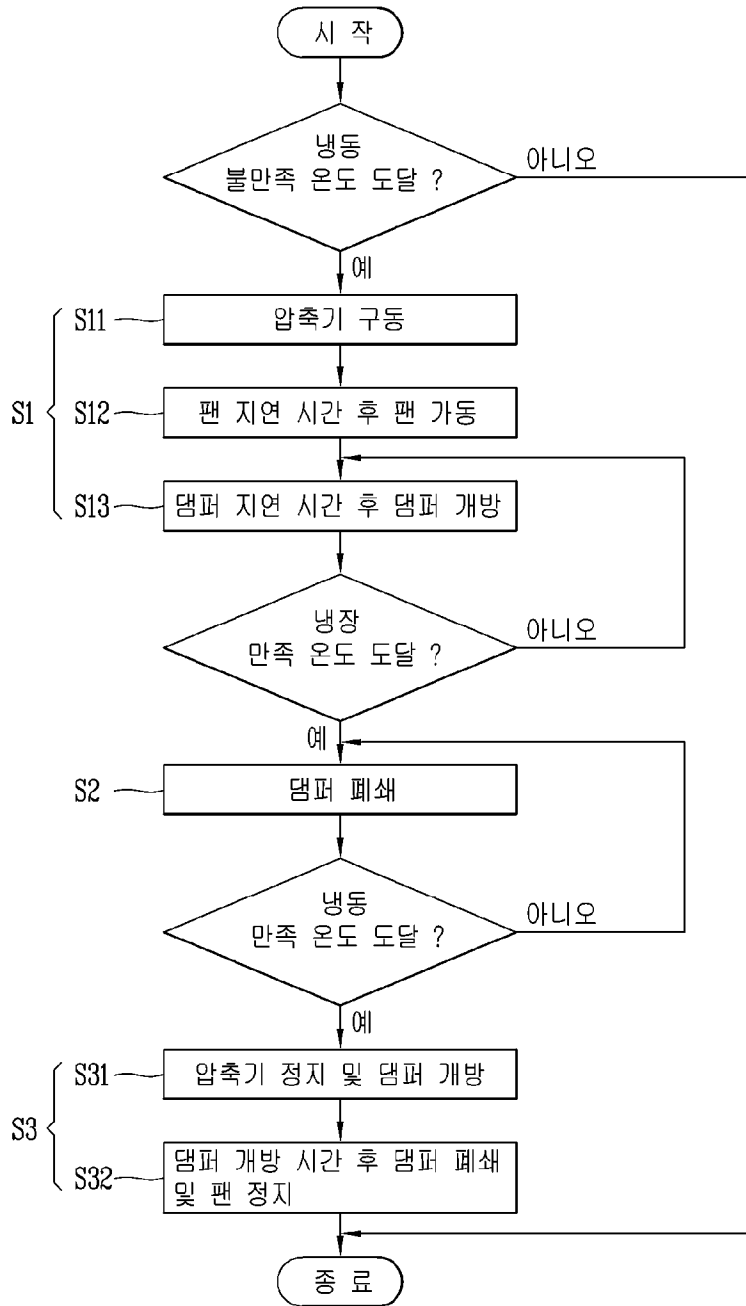 시 작
냉동
불만족 온도 도달 ?
아니오
예
S1
S11
압축기 구동
S12
팬 지연 시간 후 팬 가동
S13
댐퍼 지연 시간 후 댐퍼 개방
냉장
만족 온도 도달 ?
아니오
예
S2
댐퍼 폐쇄
냉동
만족 온도 도달 ?
아니오
예
S3
S31
압축기 정지 및 댐퍼 개방
S32
댐퍼 개방 시간 후 댐퍼 폐쇄
및 팬 정지
종 료